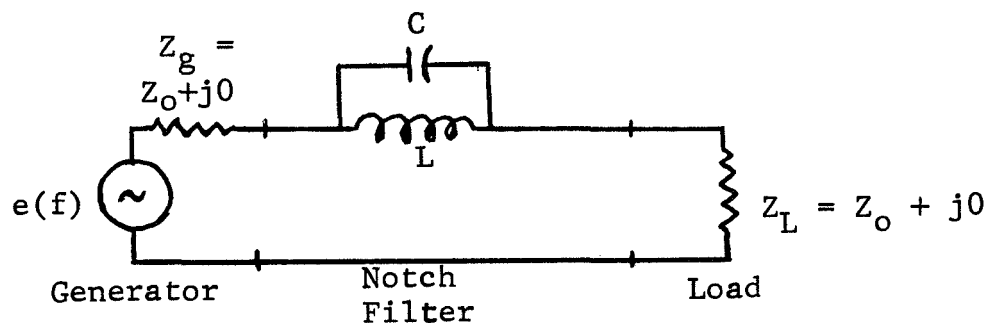 C
Z_g =
Z_o+j0
L
e(f)
Z_L = Z_o + j0
Generator
Notch
Filter
Load